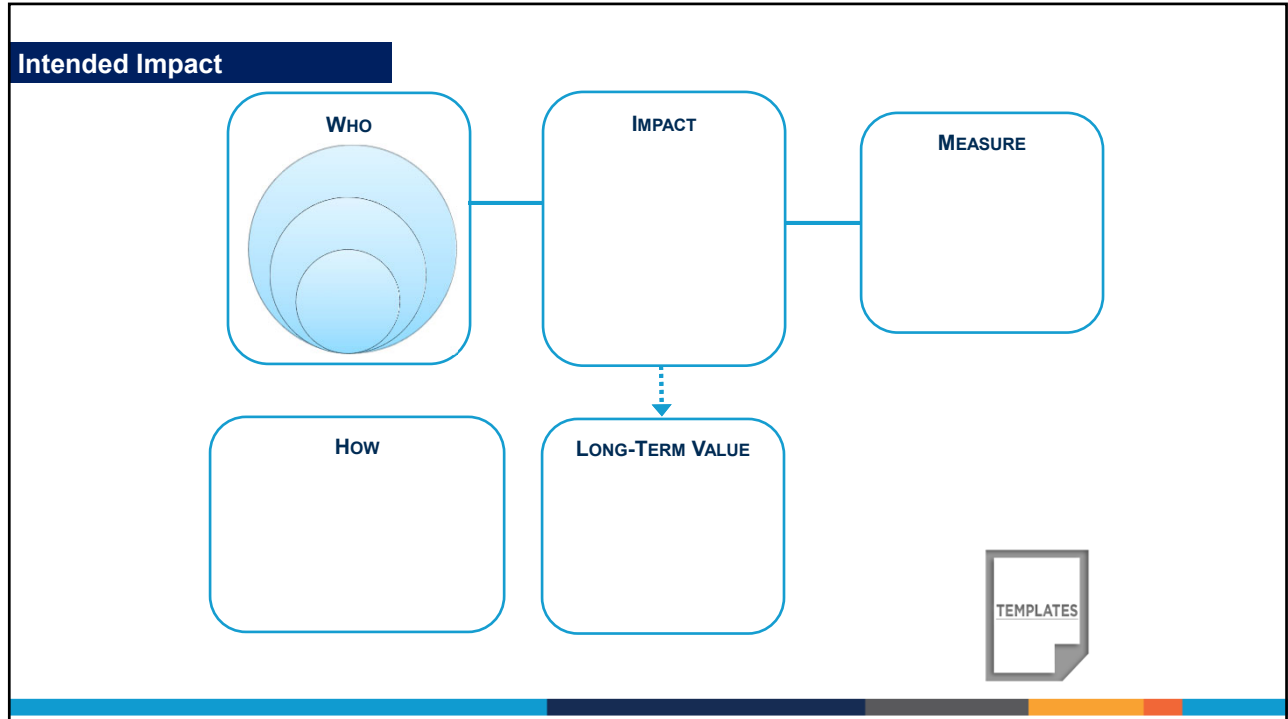 Intended Impact
WHO
IMPACT
MEASURE
HOW
LONG-TERM VALUE
TEMPLATES